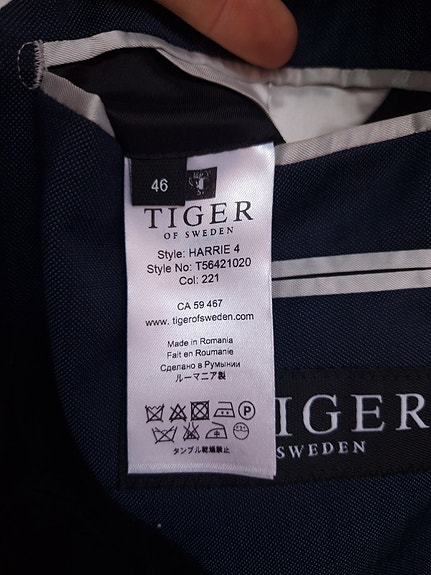 46
TIGER
OF SWEDEN
Style: HARRIE 4
Style No: T56421020
Col: 221
CA 59 467
www. tigerofsweden.com
Made in Romania
Fait en Roumanie
Сделано в Румынии
ルーマニア製
P
タンブル乾燥禁止
IGER
SWEDEN